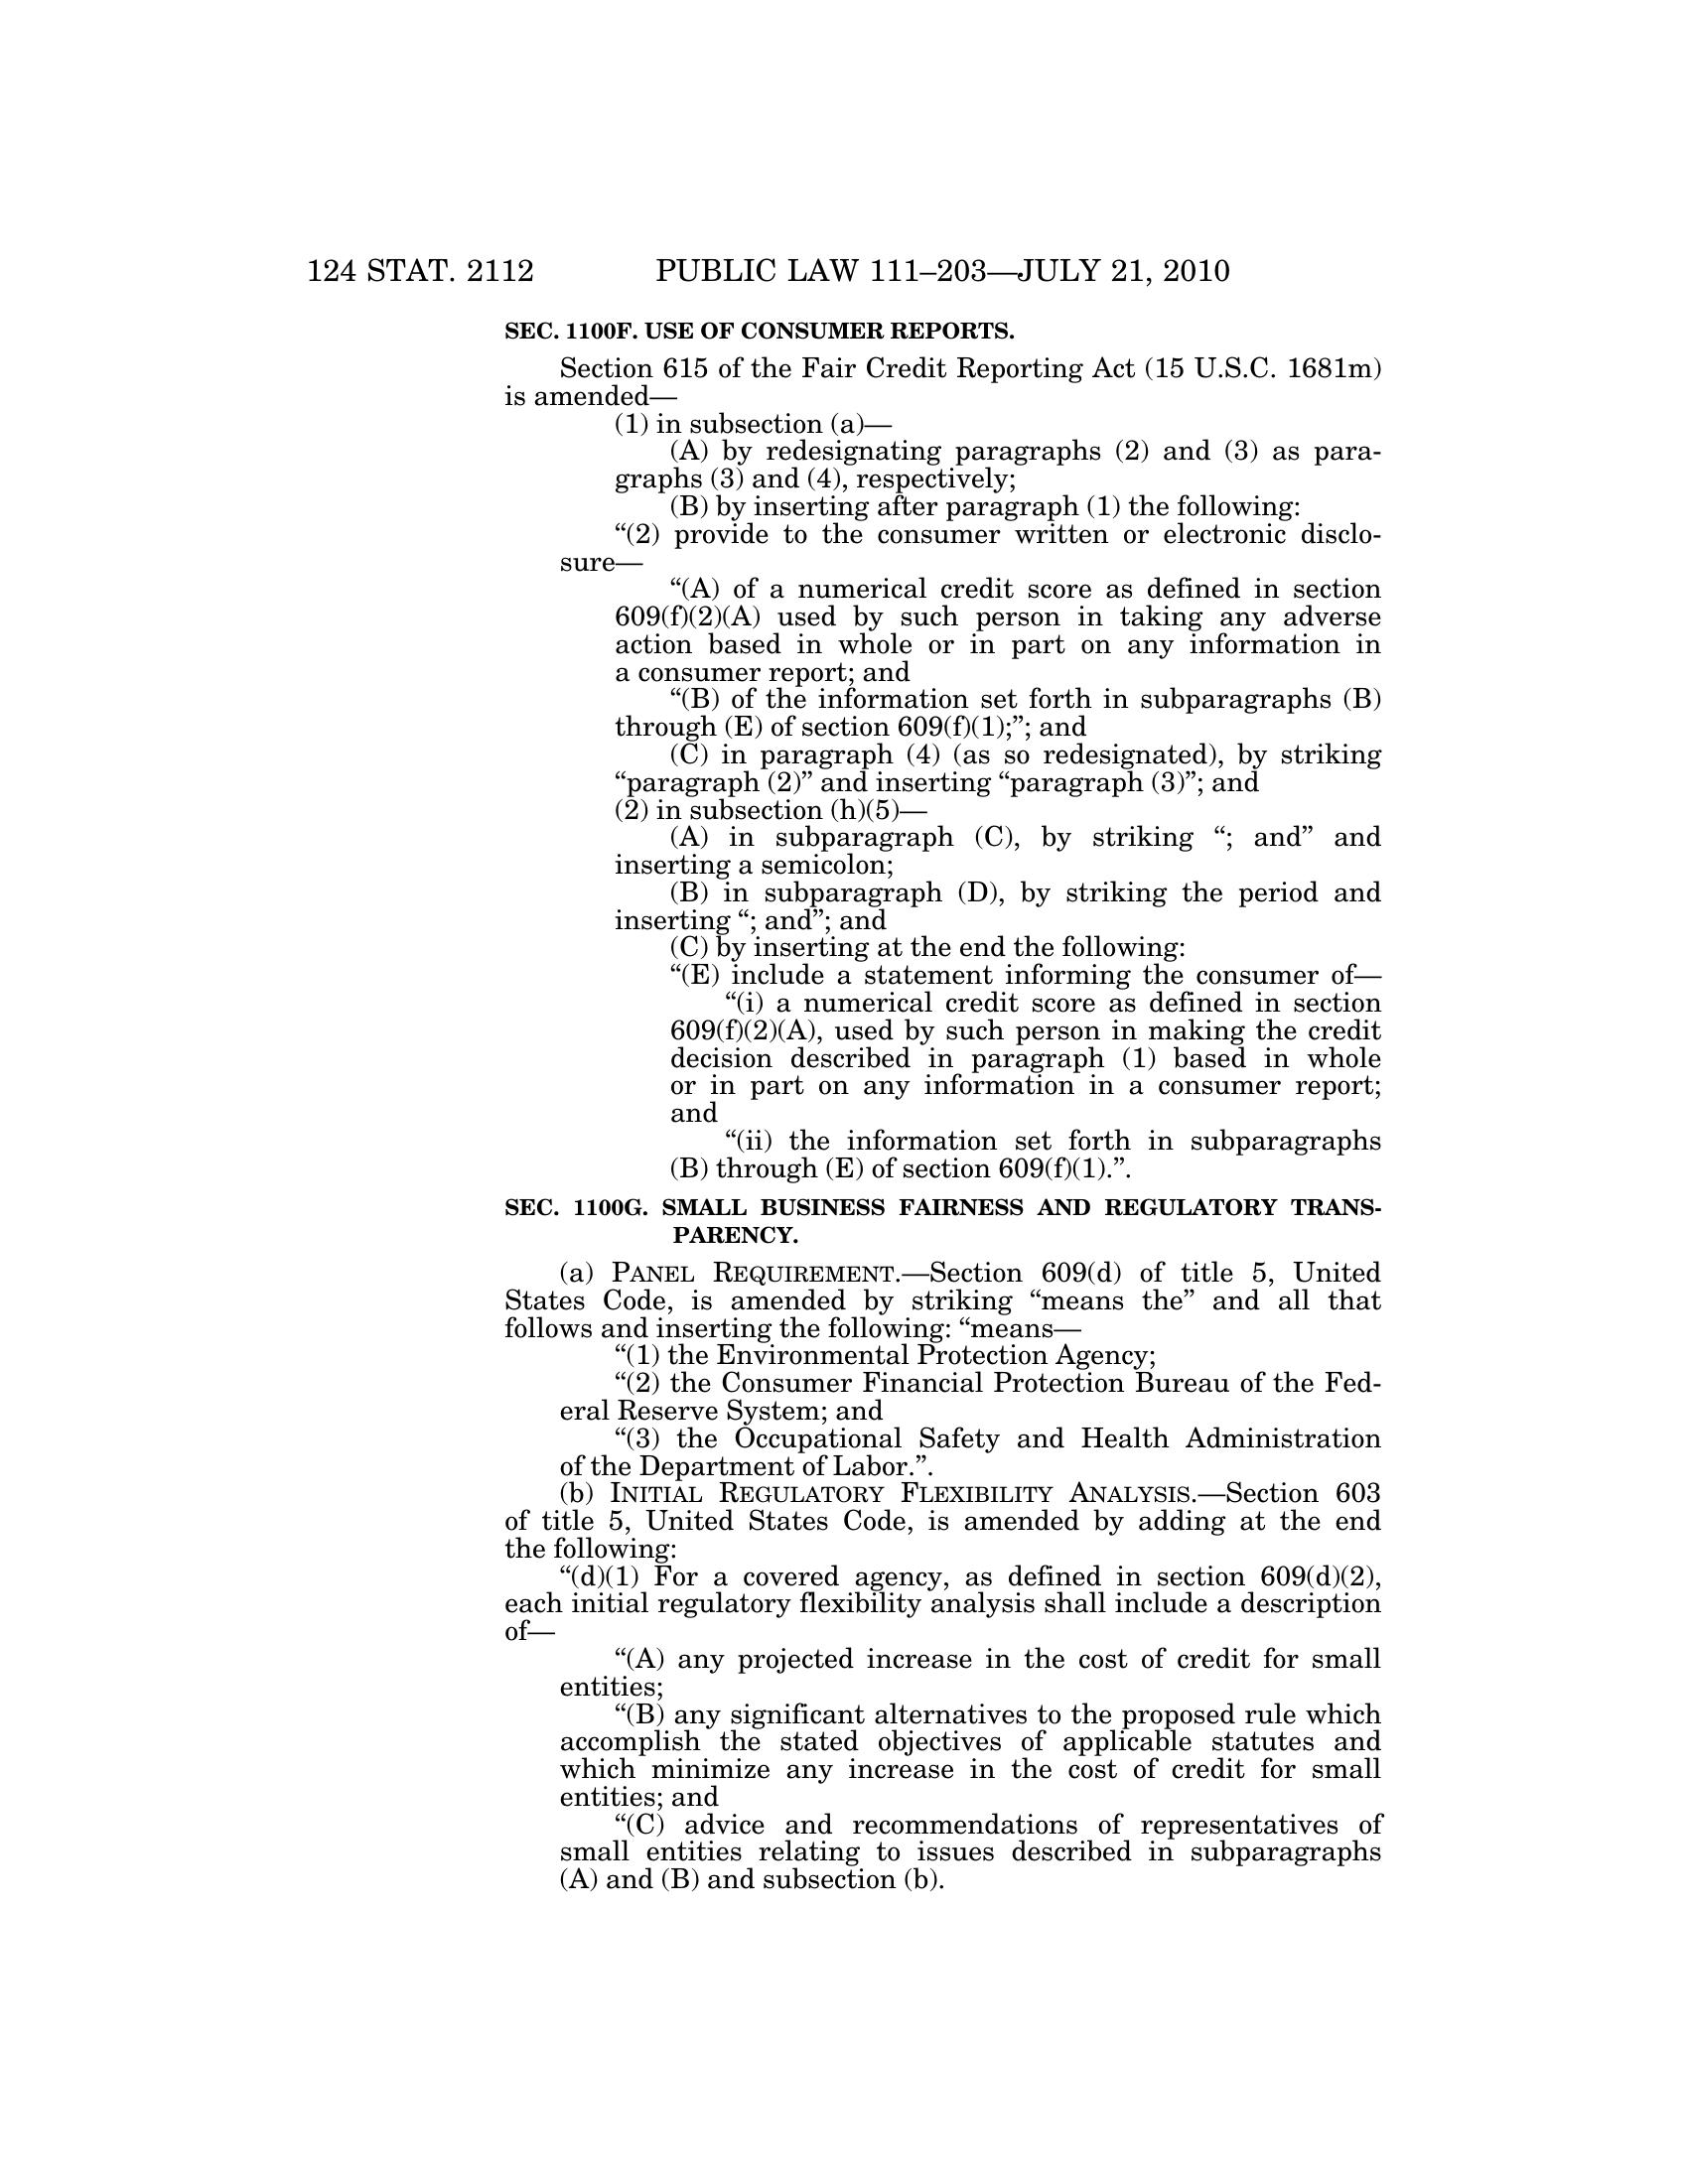 124 STAT. 2112 PUBLIC LAW 111–203—JULY 21, 2010
SEC. 1100F. USE OF CONSUMER REPORTS.
Section 615 of the Fair Credit Reporting Act (15 U.S.C. 1681m)
is amended—
(1) in subsection (a)—
(A) by redesignating paragraphs (2) and (3) as para-
graphs (3) and (4), respectively;
(B) by inserting after paragraph (1) the following:
“(2) provide to the consumer written or electronic disclo-
sure—
“(A) of a numerical credit score as defined in section
609(f)(2)(A) used by such person in taking any adverse
action based in whole or in part on any information in
a consumer report; and
“(B) of the information set forth in subparagraphs (B)
through (E) of section 609(f)(1);”; and
(C) in paragraph (4) (as so redesignated), by striking
“paragraph (2)” and inserting “paragraph (3)”; and
(2) in subsection (h)(5)—
(A) in subparagraph (C), by striking “; and” and
inserting a semicolon;
(B) in subparagraph (D), by striking the period and
inserting “; and”; and
(C) by inserting at the end the following:
“(E) include a statement informing the consumer of—
“(i) a numerical credit score as defined in section
609(f)(2)(A), used by such person in making the credit
decision described in paragraph (1) based in whole
or in part on any information in a consumer report;
and
“(ii) the information set forth in subparagraphs
(B) through (E) of section 609(f)(1).”.
SEC. 1100G. SMALL BUSINESS FAIRNESS AND REGULATORY TRANS-
PARENCY.
(a) PANEL REQUIREMENT.—Section 609(d) of title 5, United
States Code, is amended by striking “means the” and all that
follows and inserting the following: “means—
“(1) the Environmental Protection Agency;
“(2) the Consumer Financial Protection Bureau of the Fed-
eral Reserve System; and
“(3) the Occupational Safety and Health Administration
of the Department of Labor.”.
(b) INITIAL REGULATORY FLEXIBILITY ANALYSIS.—Section 603
of title 5, United States Code, is amended by adding at the end
the following:
“(d)(1) For a covered agency, as defined in section 609(d)(2),
each initial regulatory flexibility analysis shall include a description
of—
“(A) any projected increase in the cost of credit for small
entities;
“(B) any significant alternatives to the proposed rule which
accomplish the stated objectives of applicable statutes and
which minimize any increase in the cost of credit for small
entities; and
“(C) advice and recommendations of representatives of
small entities relating to issues described in subparagraphs
(A) and (B) and subsection (b).